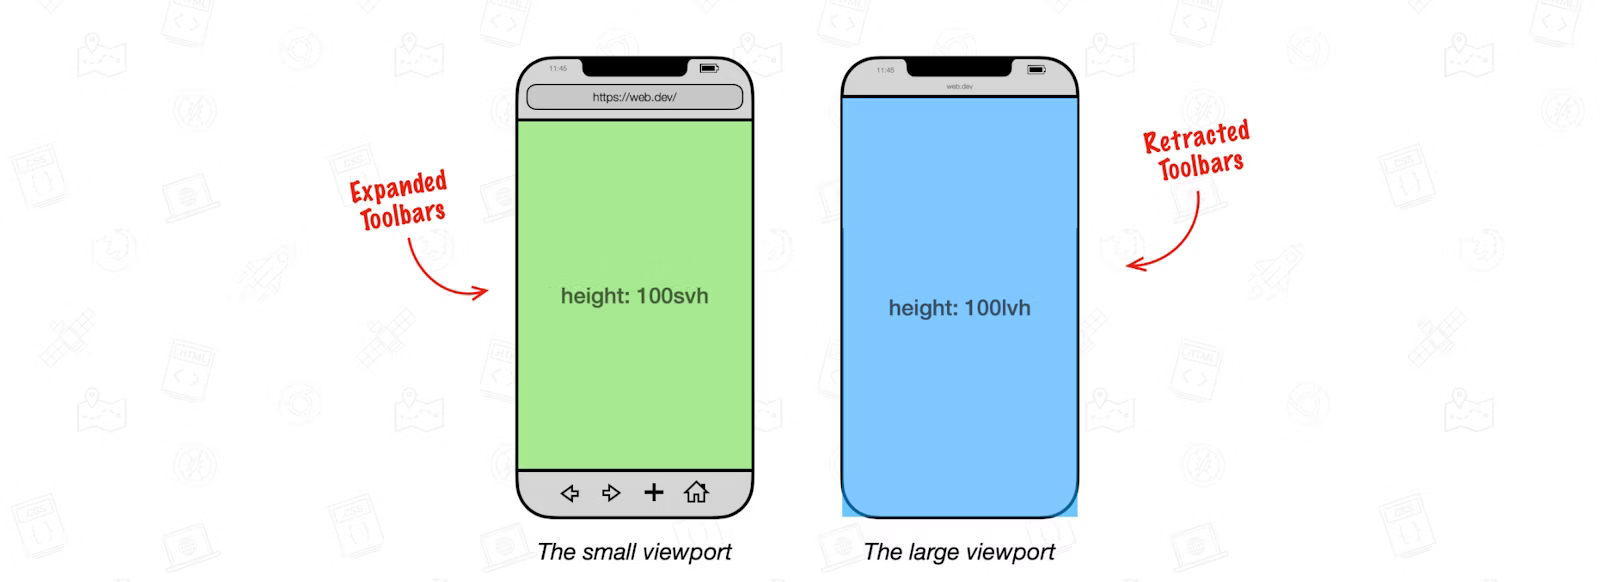 11:45
https://web.dev/
Expanded
Toolbars
height: 100svh
The small viewport
11:45
web.dev
Retracted
Toolbars
height: 100lvh
The large viewport